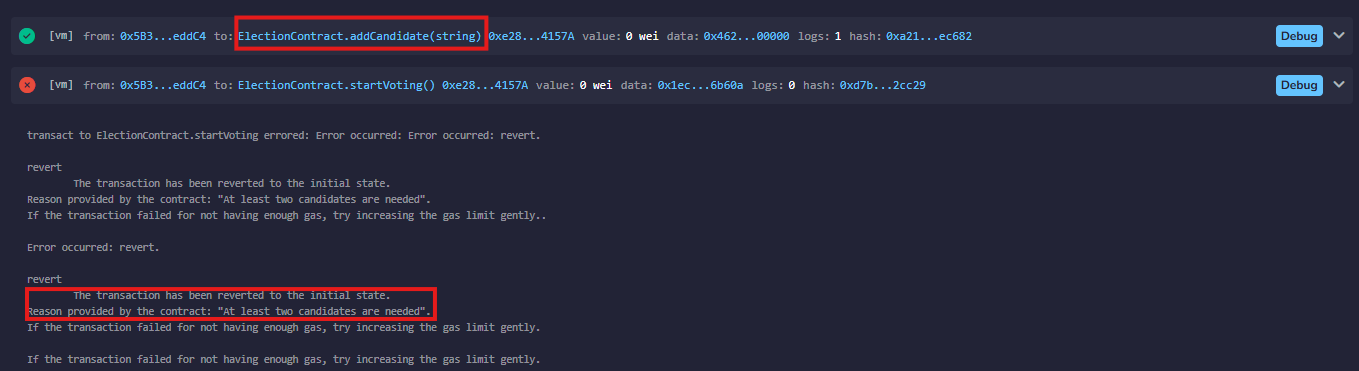 [vm] from: 0x5B3...eddC4 to: ElectionContract.addCandidate(string) 0xe28...4157A value: 0 wei data: 0x462...00000 logs: 1 hash: 0xa21...ec682 Debug
[vm] from: 0x5B3...eddC4 to: ElectionContract.startVoting() 0xe28...4157A value: 0 wei data: 0x1ec...6b60a logs: 0 hash: 0xd7b...2cc29 Debug
transact to ElectionContract.startVoting errored: Error occurred: Error occurred: revert.
revert
The transaction has been reverted to the initial state.
Reason provided by the contract: "At least two candidates are needed".
If the transaction failed for not having enough gas, try increasing the gas limit gently..
Error occurred: revert.
revert
The transaction has been reverted to the initial state.
Reason provided by the contract: "At least two candidates are needed".
If the transaction failed for not having enough gas, try increasing the gas limit gently.
If the transaction failed for not having enough gas, try increasing the gas limit gently.